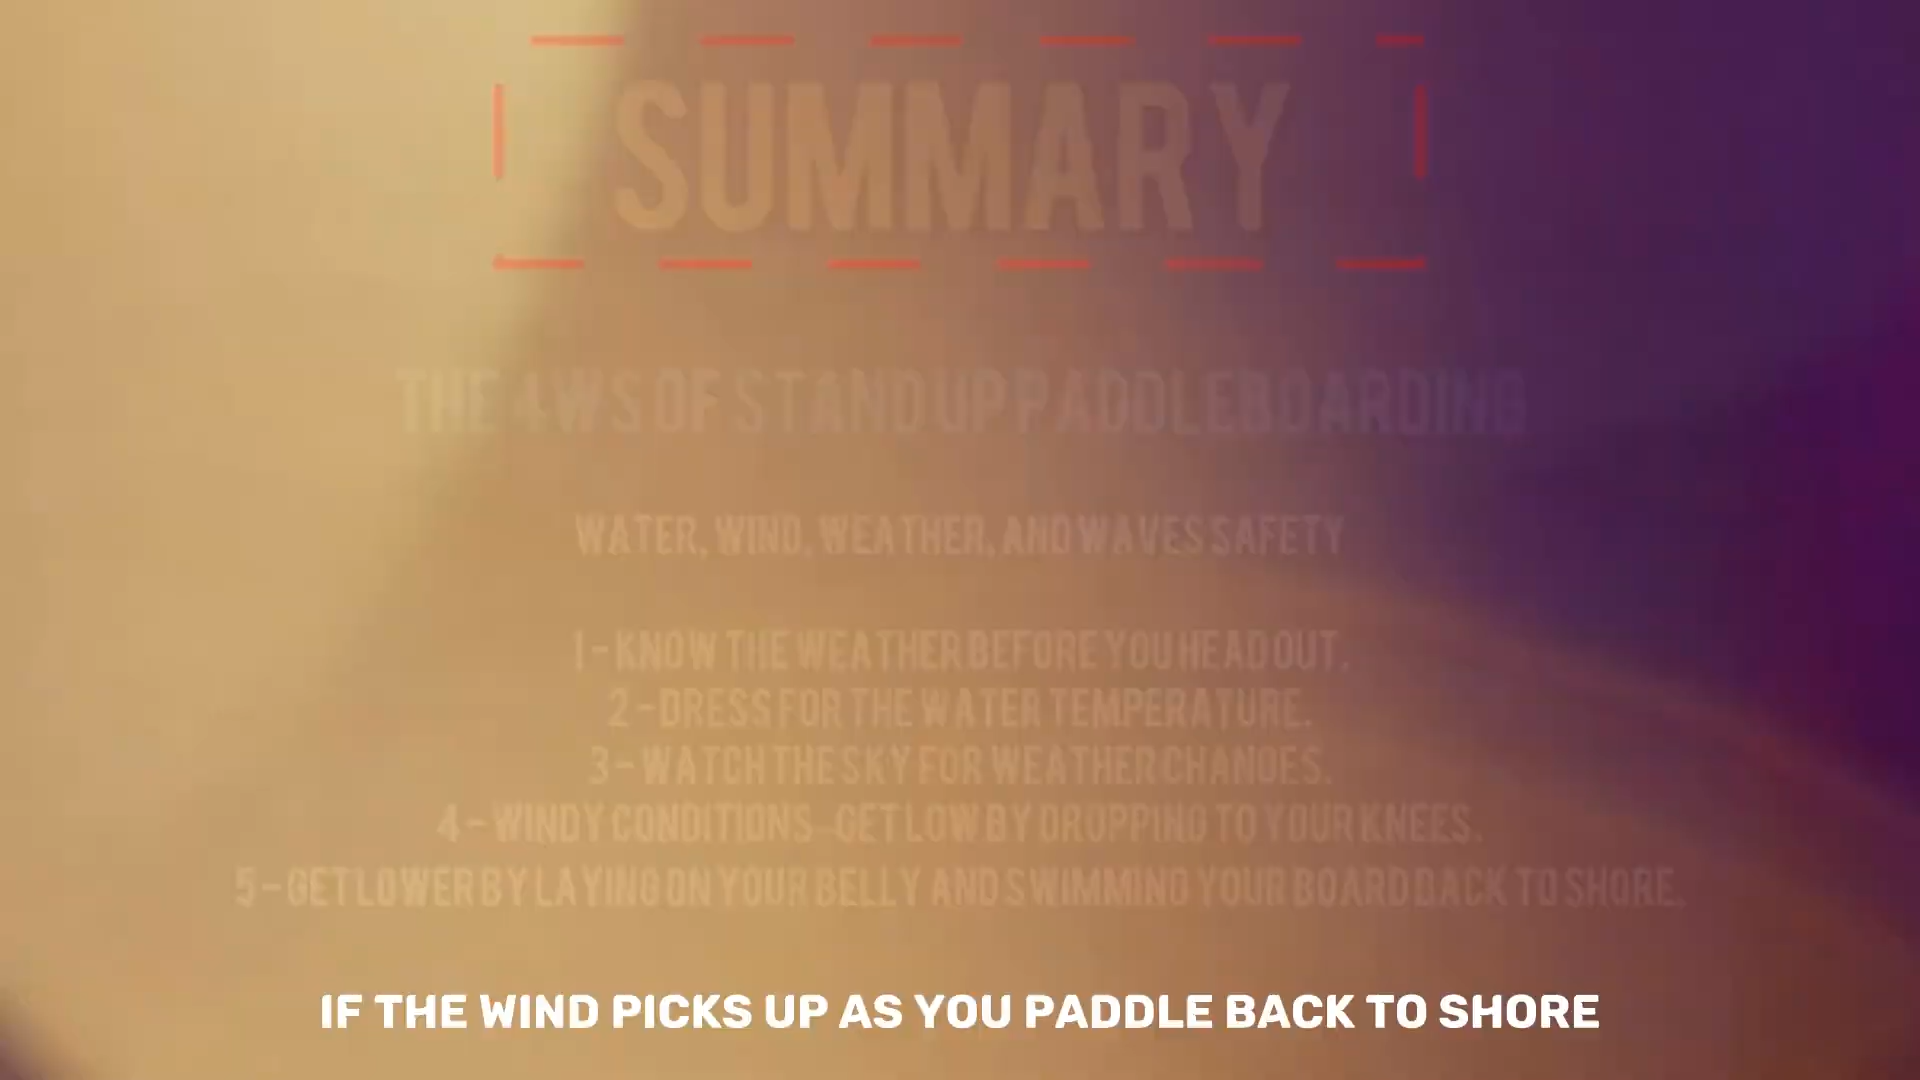 SUMMARY
THE 4 W'S OF STAND UP PADDLEBOARDING
WATER, WIND, WEATHER, AND WAVES SAFETY
1 - KNOW THE WEATHER BEFORE YOU HEAD OUT.
2 - DRESS FOR THE WATER TEMPERATURE.
3 - WATCH THE SKY FOR WEATHER CHANGES.
4 - WINDY CONDITIONS - GET LOW BY DROPPING TO YOUR KNEES.
5 - GET LOWER BY LAYING ON YOUR BELLY AND SWIMMING YOUR BOARD BACK TO SHORE.
IF THE WIND PICKS UP AS YOU PADDLE BACK TO SHORE